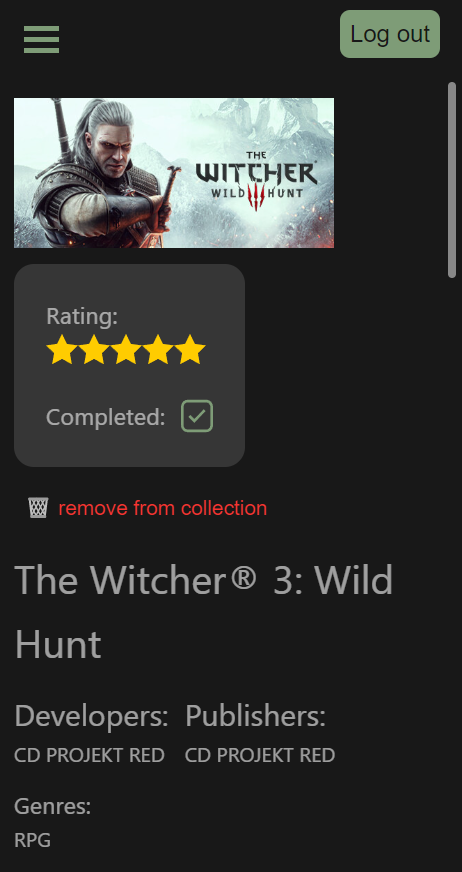 Log out
THE
WITCHER
WILD HUNT
Rating:
Completed:
remove from collection
The Witcher® 3: Wild
Hunt
Developers: Publishers:
CD PROJEKT RED CD PROJEKT RED
Genres:
RPG